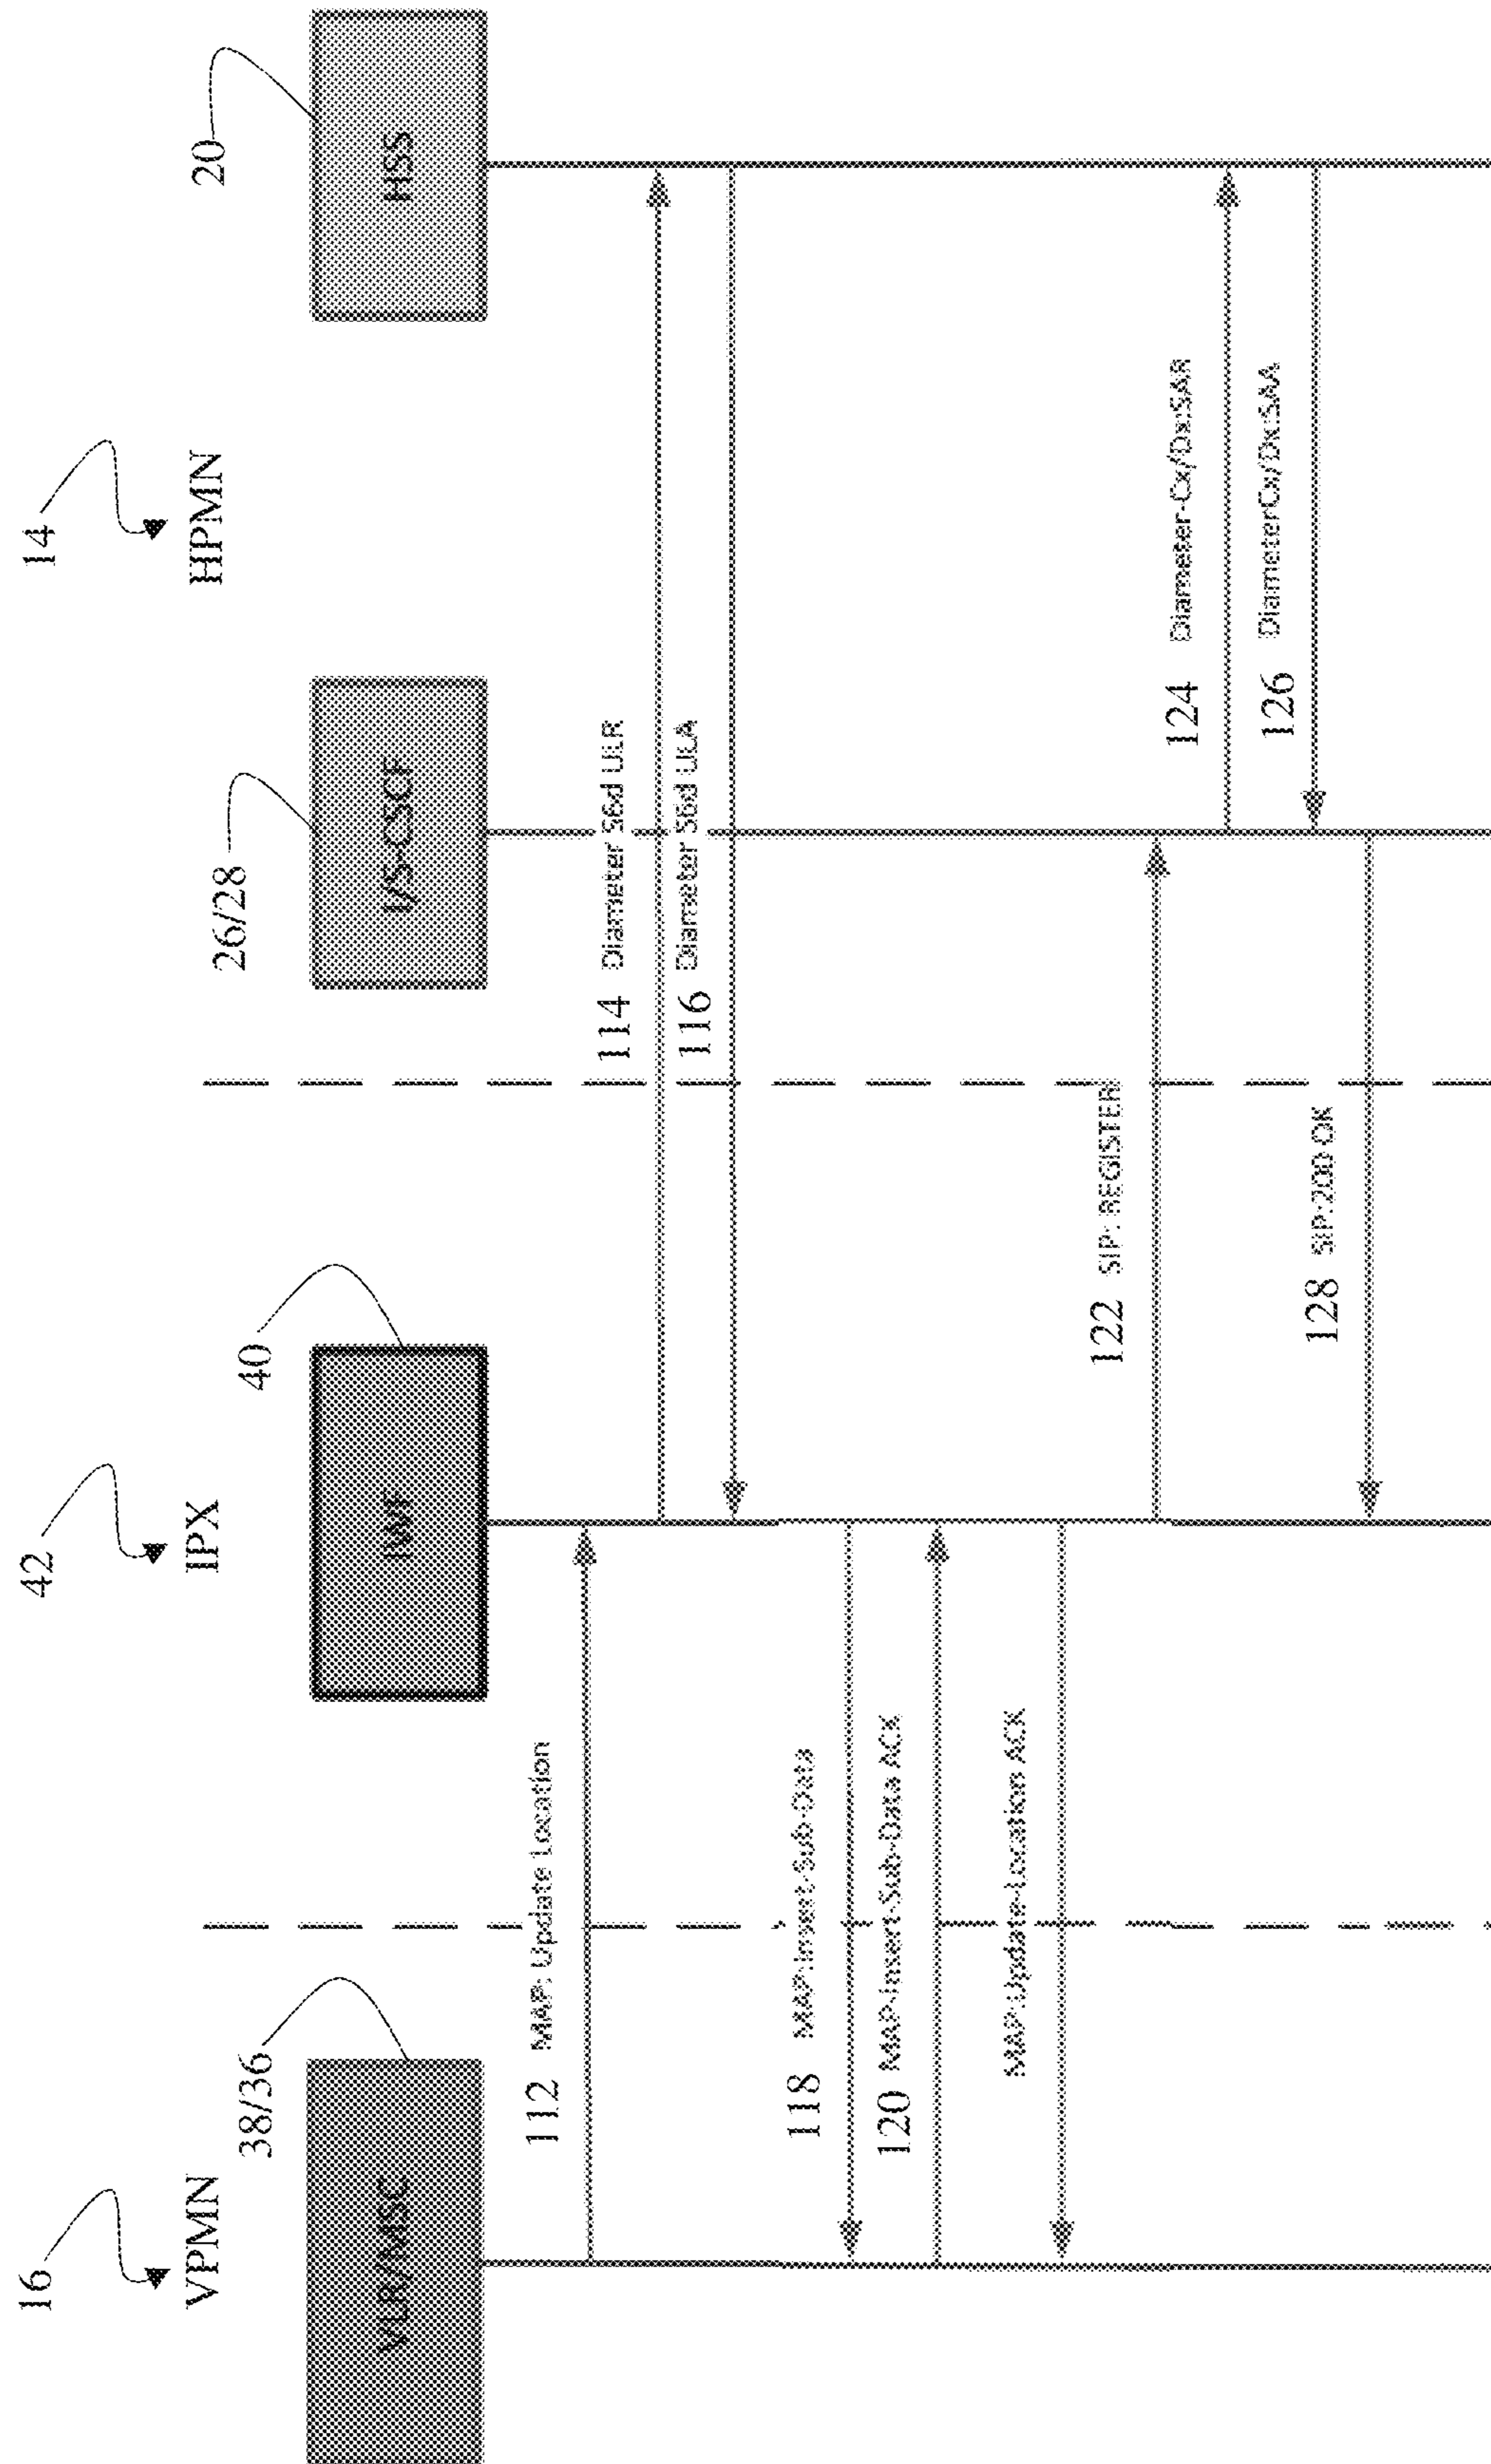 16
VPMN
42
IPX
14
HPMN
38/36
VLR/MSC
40
IWF
26/28
I/S-CSCF
20
HSS
112 MAP: Update Location
114 Diameter S6d ULR
116 Diameter S6d ULA
118 MAP:Insert-Sub-Data
120 MAP-Insert-Sub-Data ACK
MAP:Update-Location ACK
122 SIP: REGISTER
124 Diameter-Cx/Dx:SAR
126 DiameterCx/Dx:SAA
128 SIP:200 OK